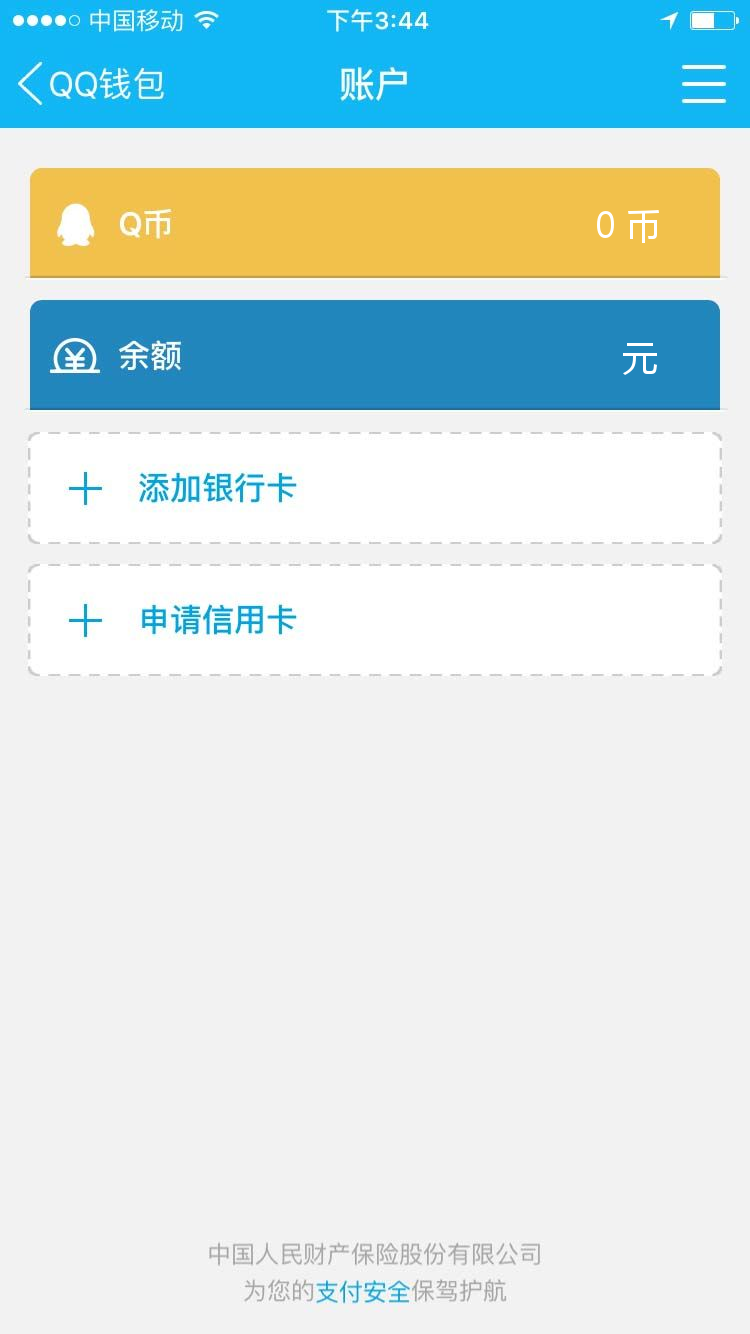 中国移动 下午3:44
QQ钱包 账户
Q币 0 币
余额 元
添加银行卡
申请信用卡
中国人民财产保险股份有限公司
为您的支付安全保驾护航